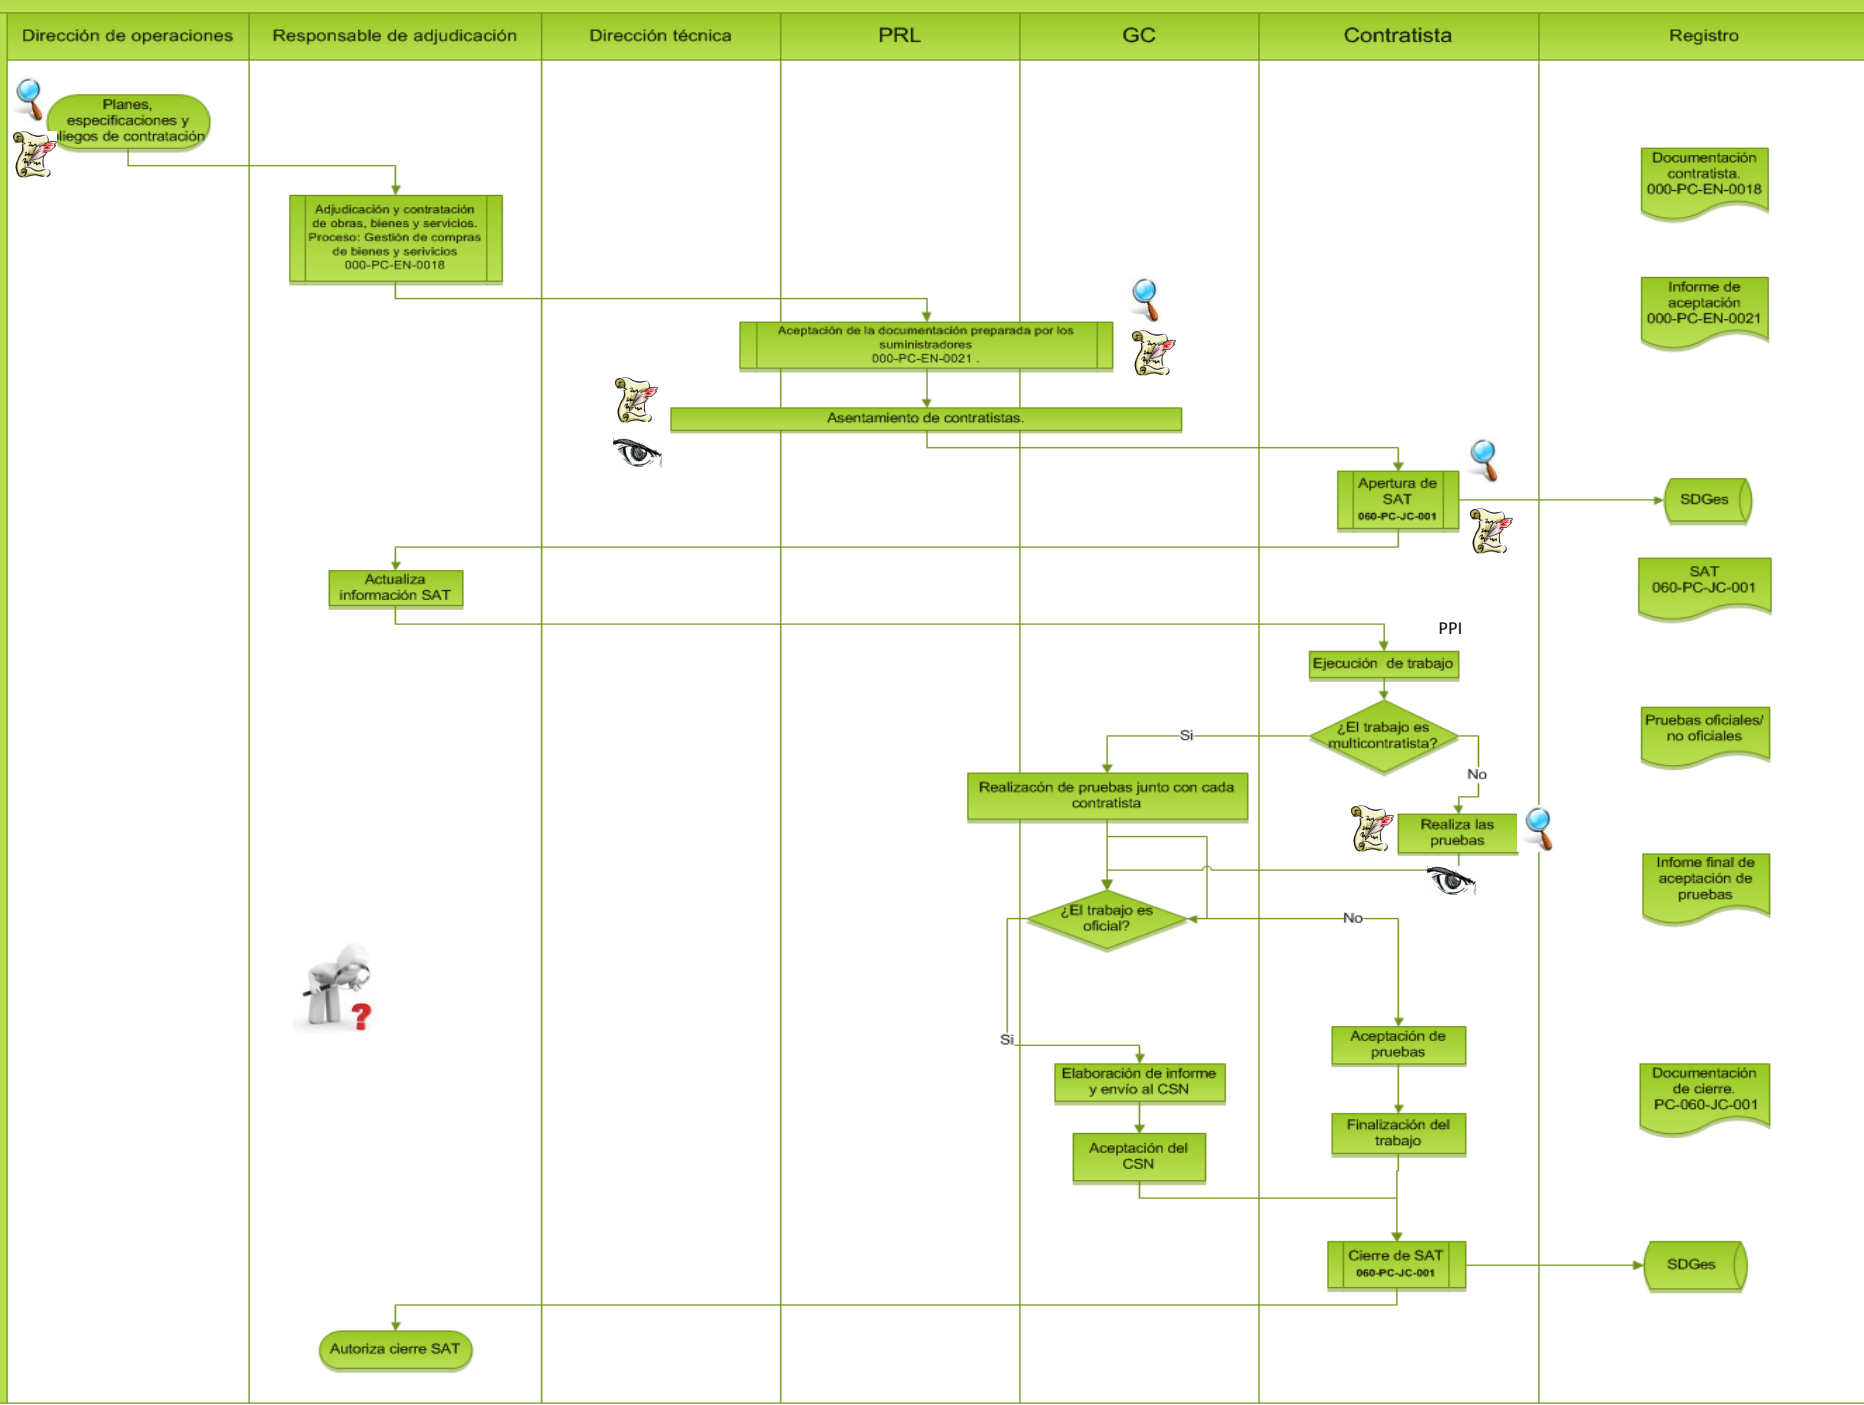 Dirección de operaciones
Responsable de adjudicación
Dirección técnica
PRL
GC
Contratista
Registro
Planes,
especificaciones y
pliegos de contratación
Documentación
contratista.
000-PC-EN-0018
Adjudicación y contratación
de obras, bienes y servicios.
Proceso: Gestión de compras
de bienes y serivicios
000-PC-EN-0018
Informe de
aceptación
000-PC-EN-0021
Aceptación de la documentación preparada por los
suministradores
000-PC-EN-0021 .
Asentamiento de contratistas.
Apertura de
SAT
060-PC-JC-001
SDGes
Actualiza
información SAT
SAT
060-PC-JC-001
PPI
Ejecución de trabajo
¿El trabajo es
multicontratista?
Si
No
Pruebas oficiales/
no oficiales
Realizacón de pruebas junto con cada
contratista
Realiza las
pruebas
Infome final de
aceptación de
pruebas
¿El trabajo es
oficial?
No
Si
?
Aceptación de
pruebas
Elaboración de informe
y envío al CSN
Documentación
de cierre.
PC-060-JC-001
Finalización del
trabajo
Aceptación del
CSN
Cierre de SAT
060-PC-JC-001
SDGes
Autoriza cierre SAT